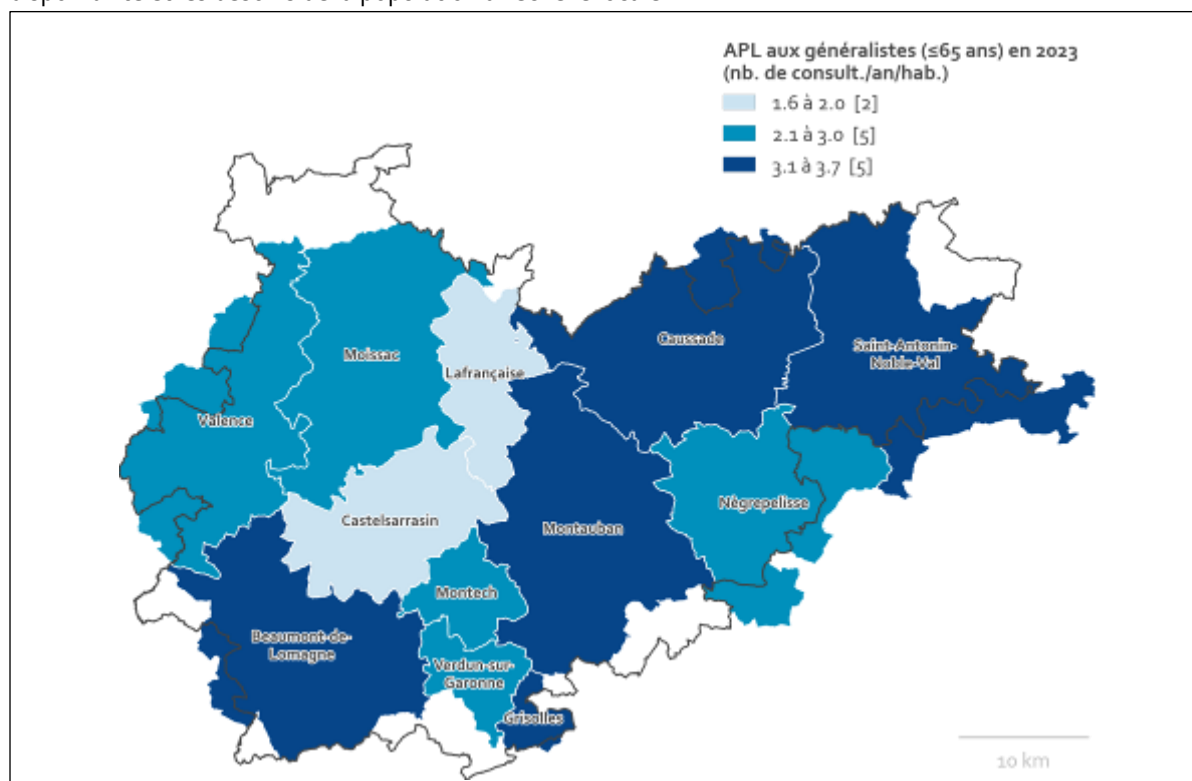 APL aux généralistes (≤65 ans) en 2023
(nb. de consult./an/hab.)
1.6 à 2.0 [2]
2.1 à 3.0 [5]
3.1 à 3.7 [5]
Caussade
Saint-Antonin-
Noble-Val
Moissac
Lafrançaise
Valence
Nègrepelisse
Castelsarrasin
Montauban
Montech
Beaumont-de-
Lomagne
Verdun-sur-
Garonne
Grisolles
10 km